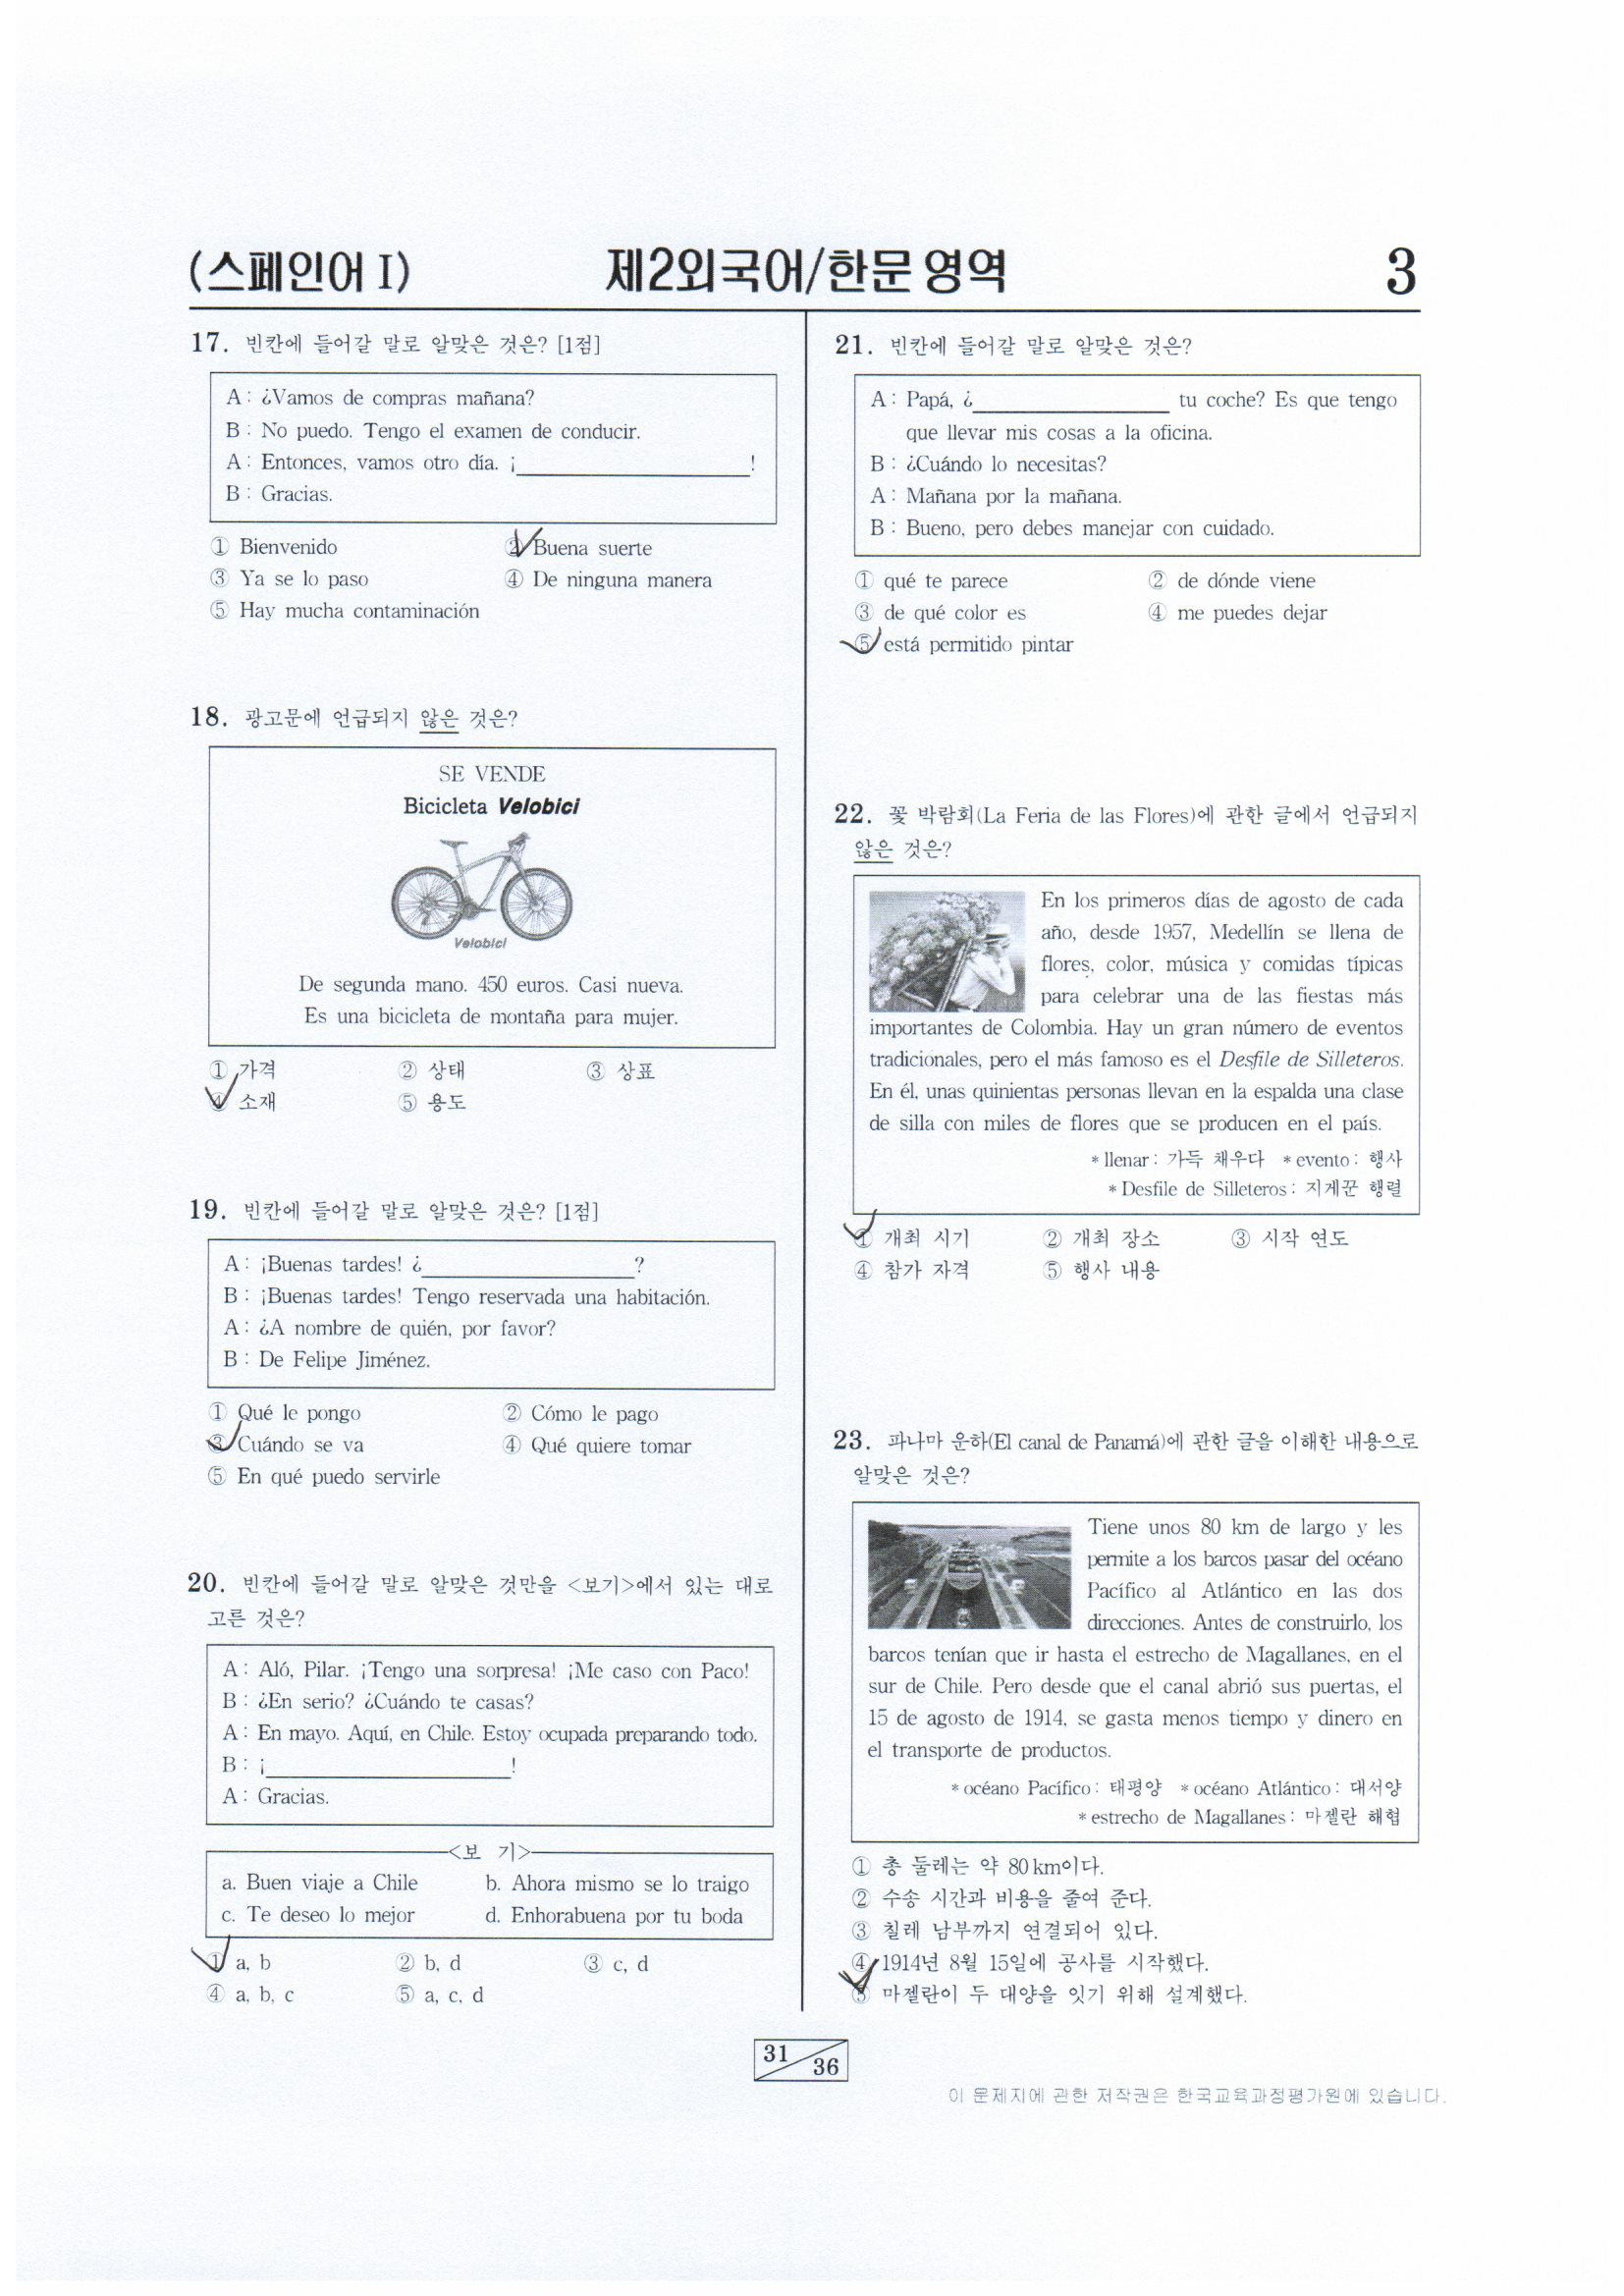 (스페인어 I)
제2외국어/한문 영역
3
17. 빈칸에 들어갈 말로 알맞은 것은? [1점]
A : ¿Vamos de compras mañana?
B : No puedo. Tengo el examen de conducir.
A : Entonces, vamos otro día. ¡____________________!
B : Gracias.
① Bienvenido
② Buena suerte
③ Ya se lo paso
④ De ninguna manera
⑤ Hay mucha contaminación
18. 광고문에 언급되지 않은 것은?
SE VENDE
Bicicleta Velobici
Velobici
De segunda mano. 450 euros. Casi nueva.
Es una bicicleta de montaña para mujer.
① 가격
② 상태
③ 상표
④ 소재
⑤ 용도
19. 빈칸에 들어갈 말로 알맞은 것은? [1점]
A : ¡Buenas tardes! ¿____________________?
B : ¡Buenas tardes! Tengo reservada una habitación.
A : ¿A nombre de quién, por favor?
B : De Felipe Jiménez.
① Qué le pongo
② Cómo le pago
③ Cuándo se va
④ Qué quiere tomar
⑤ En qué puedo servirle
20. 빈칸에 들어갈 말로 알맞은 것만을 <보기>에서 있는 대로
고른 것은?
A : Aló, Pilar. ¡Tengo una sorpresa! ¡Me caso con Paco!
B : ¿En serio? ¿Cuándo te casas?
A : En mayo. Aquí, en Chile. Estoy ocupada preparando todo.
B : ¡____________________!
A : Gracias.
<보 기>
a. Buen viaje a Chile
b. Ahora mismo se lo traigo
c. Te deseo lo mejor
d. Enhorabuena por tu boda
① a, b
② b, d
③ c, d
④ a, b, c
⑤ a, c, d
21. 빈칸에 들어갈 말로 알맞은 것은?
A : Papá, ¿____________________ tu coche? Es que tengo
que llevar mis cosas a la oficina.
B : ¿Cuándo lo necesitas?
A : Mañana por la mañana.
B : Bueno, pero debes manejar con cuidado.
① qué te parece
② de dónde viene
③ de qué color es
④ me puedes dejar
⑤ está permitido pintar
22. 꽃 박람회(La Feria de las Flores)에 관한 글에서 언급되지
않은 것은?
En los primeros días de agosto de cada
año, desde 1957, Medellín se llena de
flores, color, música y comidas típicas
para celebrar una de las fiestas más
importantes de Colombia. Hay un gran número de eventos
tradicionales, pero el más famoso es el Desfile de Silleteros.
En él, unas quinientas personas llevan en la espalda una clase
de silla con miles de flores que se producen en el país.
* llenar : 가득 채우다 * evento : 행사
* Desfile de Silleteros : 지게꾼 행렬
① 개최 시기
② 개최 장소
③ 시작 연도
④ 참가 자격
⑤ 행사 내용
23. 파나마 운하(El canal de Panamá)에 관한 글을 이해한 내용으로
알맞은 것은?
Tiene unos 80 km de largo y les
permite a los barcos pasar del océano
Pacífico al Atlántico en las dos
direcciones. Antes de construirlo, los
barcos tenían que ir hasta el estrecho de Magallanes, en el
sur de Chile. Pero desde que el canal abrió sus puertas, el
15 de agosto de 1914, se gasta menos tiempo y dinero en
el transporte de productos.
* océano Pacífico : 태평양 * océano Atlántico : 대서양
* estrecho de Magallanes : 마젤란 해협
① 총 둘레는 약 80 km이다.
② 수송 시간과 비용을 줄여 준다.
③ 칠레 남부까지 연결되어 있다.
④ 1914년 8월 15일에 공사를 시작했다.
⑤ 마젤란이 두 대양을 잇기 위해 설계했다.
31
36
이 문제지에 관한 저작권은 한국교육과정평가원에 있습니다.